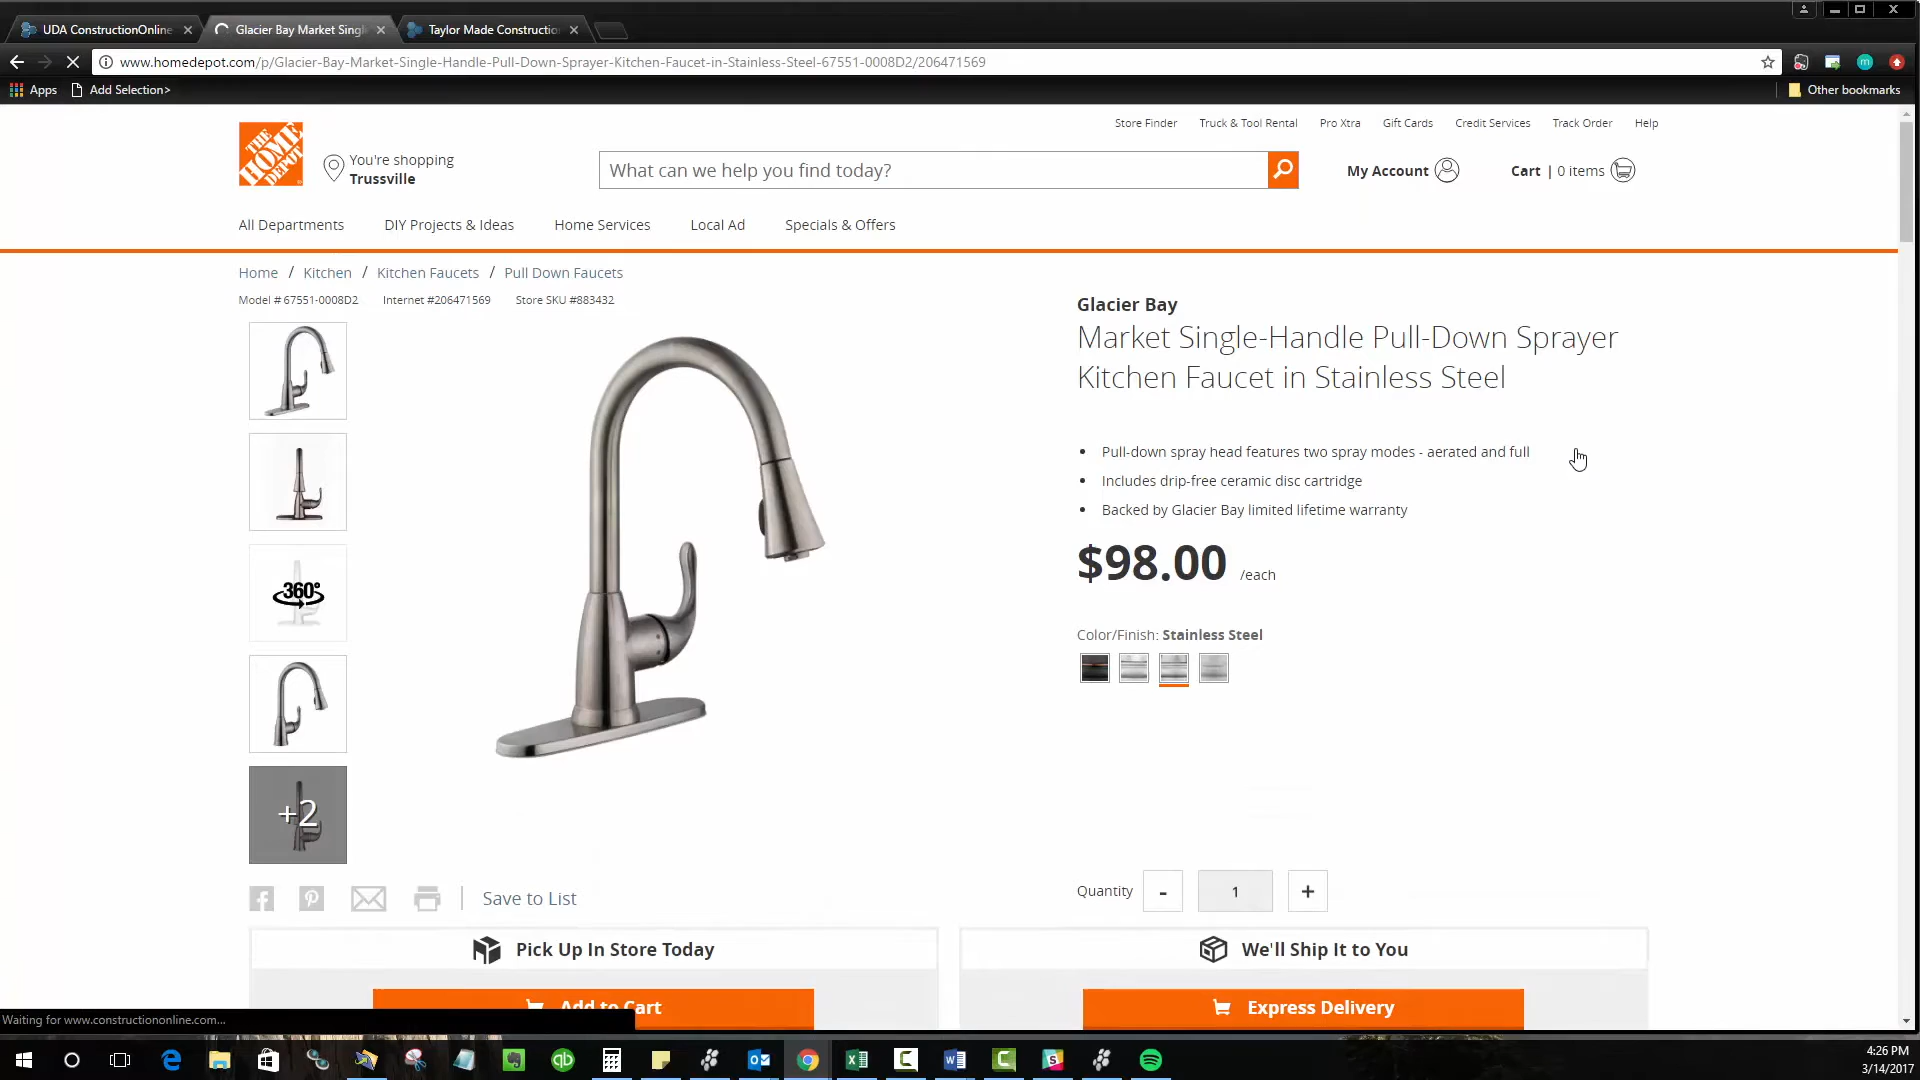 UDA ConstructionOnline
Glacier Bay Market Singl
Taylor Made Constructio
www.homedepot.com/p/Glacier-Bay-Market-Single-Handle-Pull-Down-Sprayer-Kitchen-Faucet-in-Stainless-Steel-67551-0008D2/206471569
Apps
Add Selection>
Other bookmarks
Store Finder
Truck & Tool Rental
Pro Xtra
Gift Cards
Credit Services
Track Order
Help
THE HOME DEPOT
You're shopping
Trussville
What can we help you find today?
My Account
Cart | 0 items
All Departments
DIY Projects & Ideas
Home Services
Local Ad
Specials & Offers
Home / Kitchen / Kitchen Faucets / Pull Down Faucets
Model # 67551-0008D2
Internet #206471569
Store SKU #883432
Glacier Bay
Market Single-Handle Pull-Down Sprayer
Kitchen Faucet in Stainless Steel
Pull-down spray head features two spray modes - aerated and full
Includes drip-free ceramic disc cartridge
Backed by Glacier Bay limited lifetime warranty
$98.00 /each
Color/Finish: Stainless Steel
360°
+2
Save to List
Quantity - 1 +
Pick Up In Store Today
We'll Ship It to You
Add to Cart
Express Delivery
Waiting for www.constructiononline.com...
4:26 PM
3/14/2017